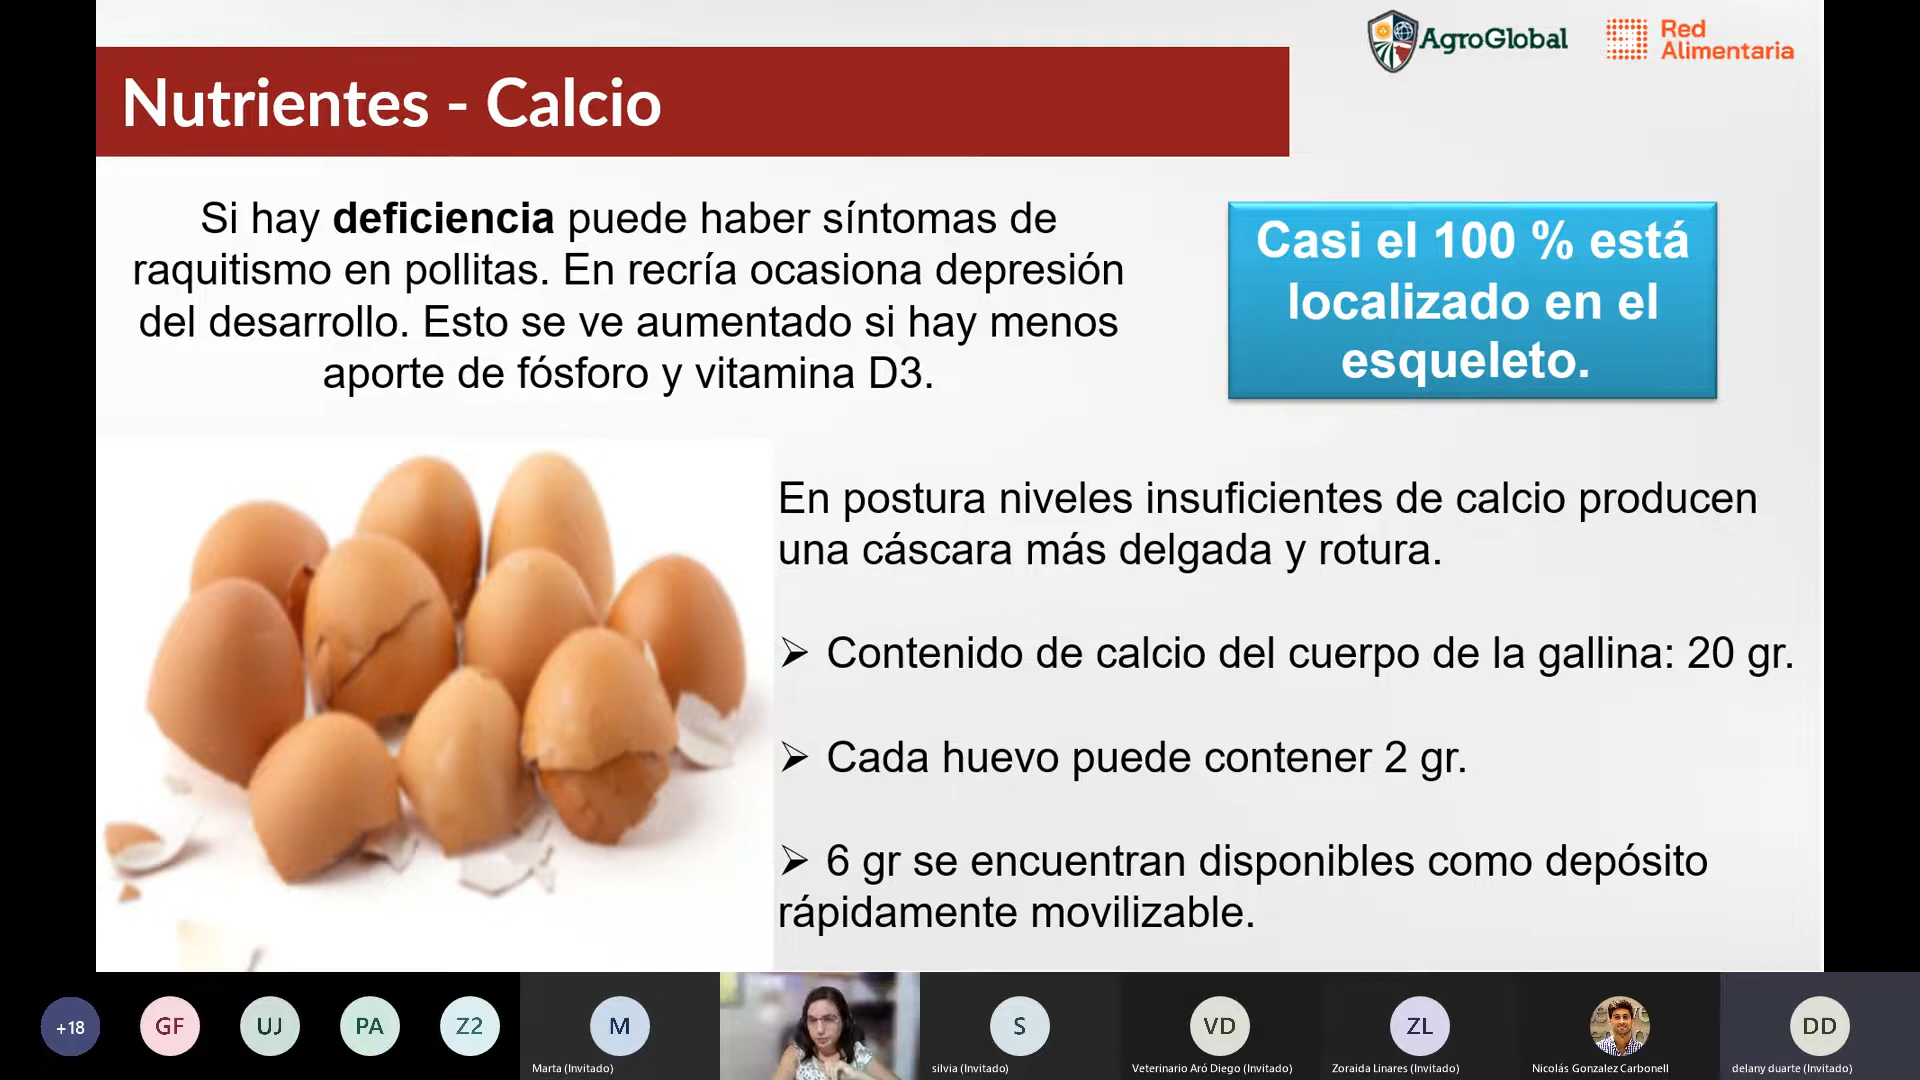 AgroGlobal
Red
Alimentaria
Nutrientes - Calcio
Si hay deficiencia puede haber síntomas de
raquitismo en pollitas. En recría ocasiona depresión
del desarrollo. Esto se ve aumentado si hay menos
aporte de fósforo y vitamina D3.
Casi el 100 % está
localizado en el
esqueleto.
En postura niveles insuficientes de calcio producen
una cáscara más delgada y rotura.
➢ Contenido de calcio del cuerpo de la gallina: 20 gr.
➢ Cada huevo puede contener 2 gr.
➢ 6 gr se encuentran disponibles como depósito
rápidamente movilizable.
+18
GF
UJ
PA
Z2
M
Marta (Invitado)
S
silvia (Invitado)
VD
Veterinario Aró Diego (Invitado)
ZL
Zoraida Linares (Invitado)
Nicolás Gonzalez Carbonell
DD
delany duarte (Invitado)